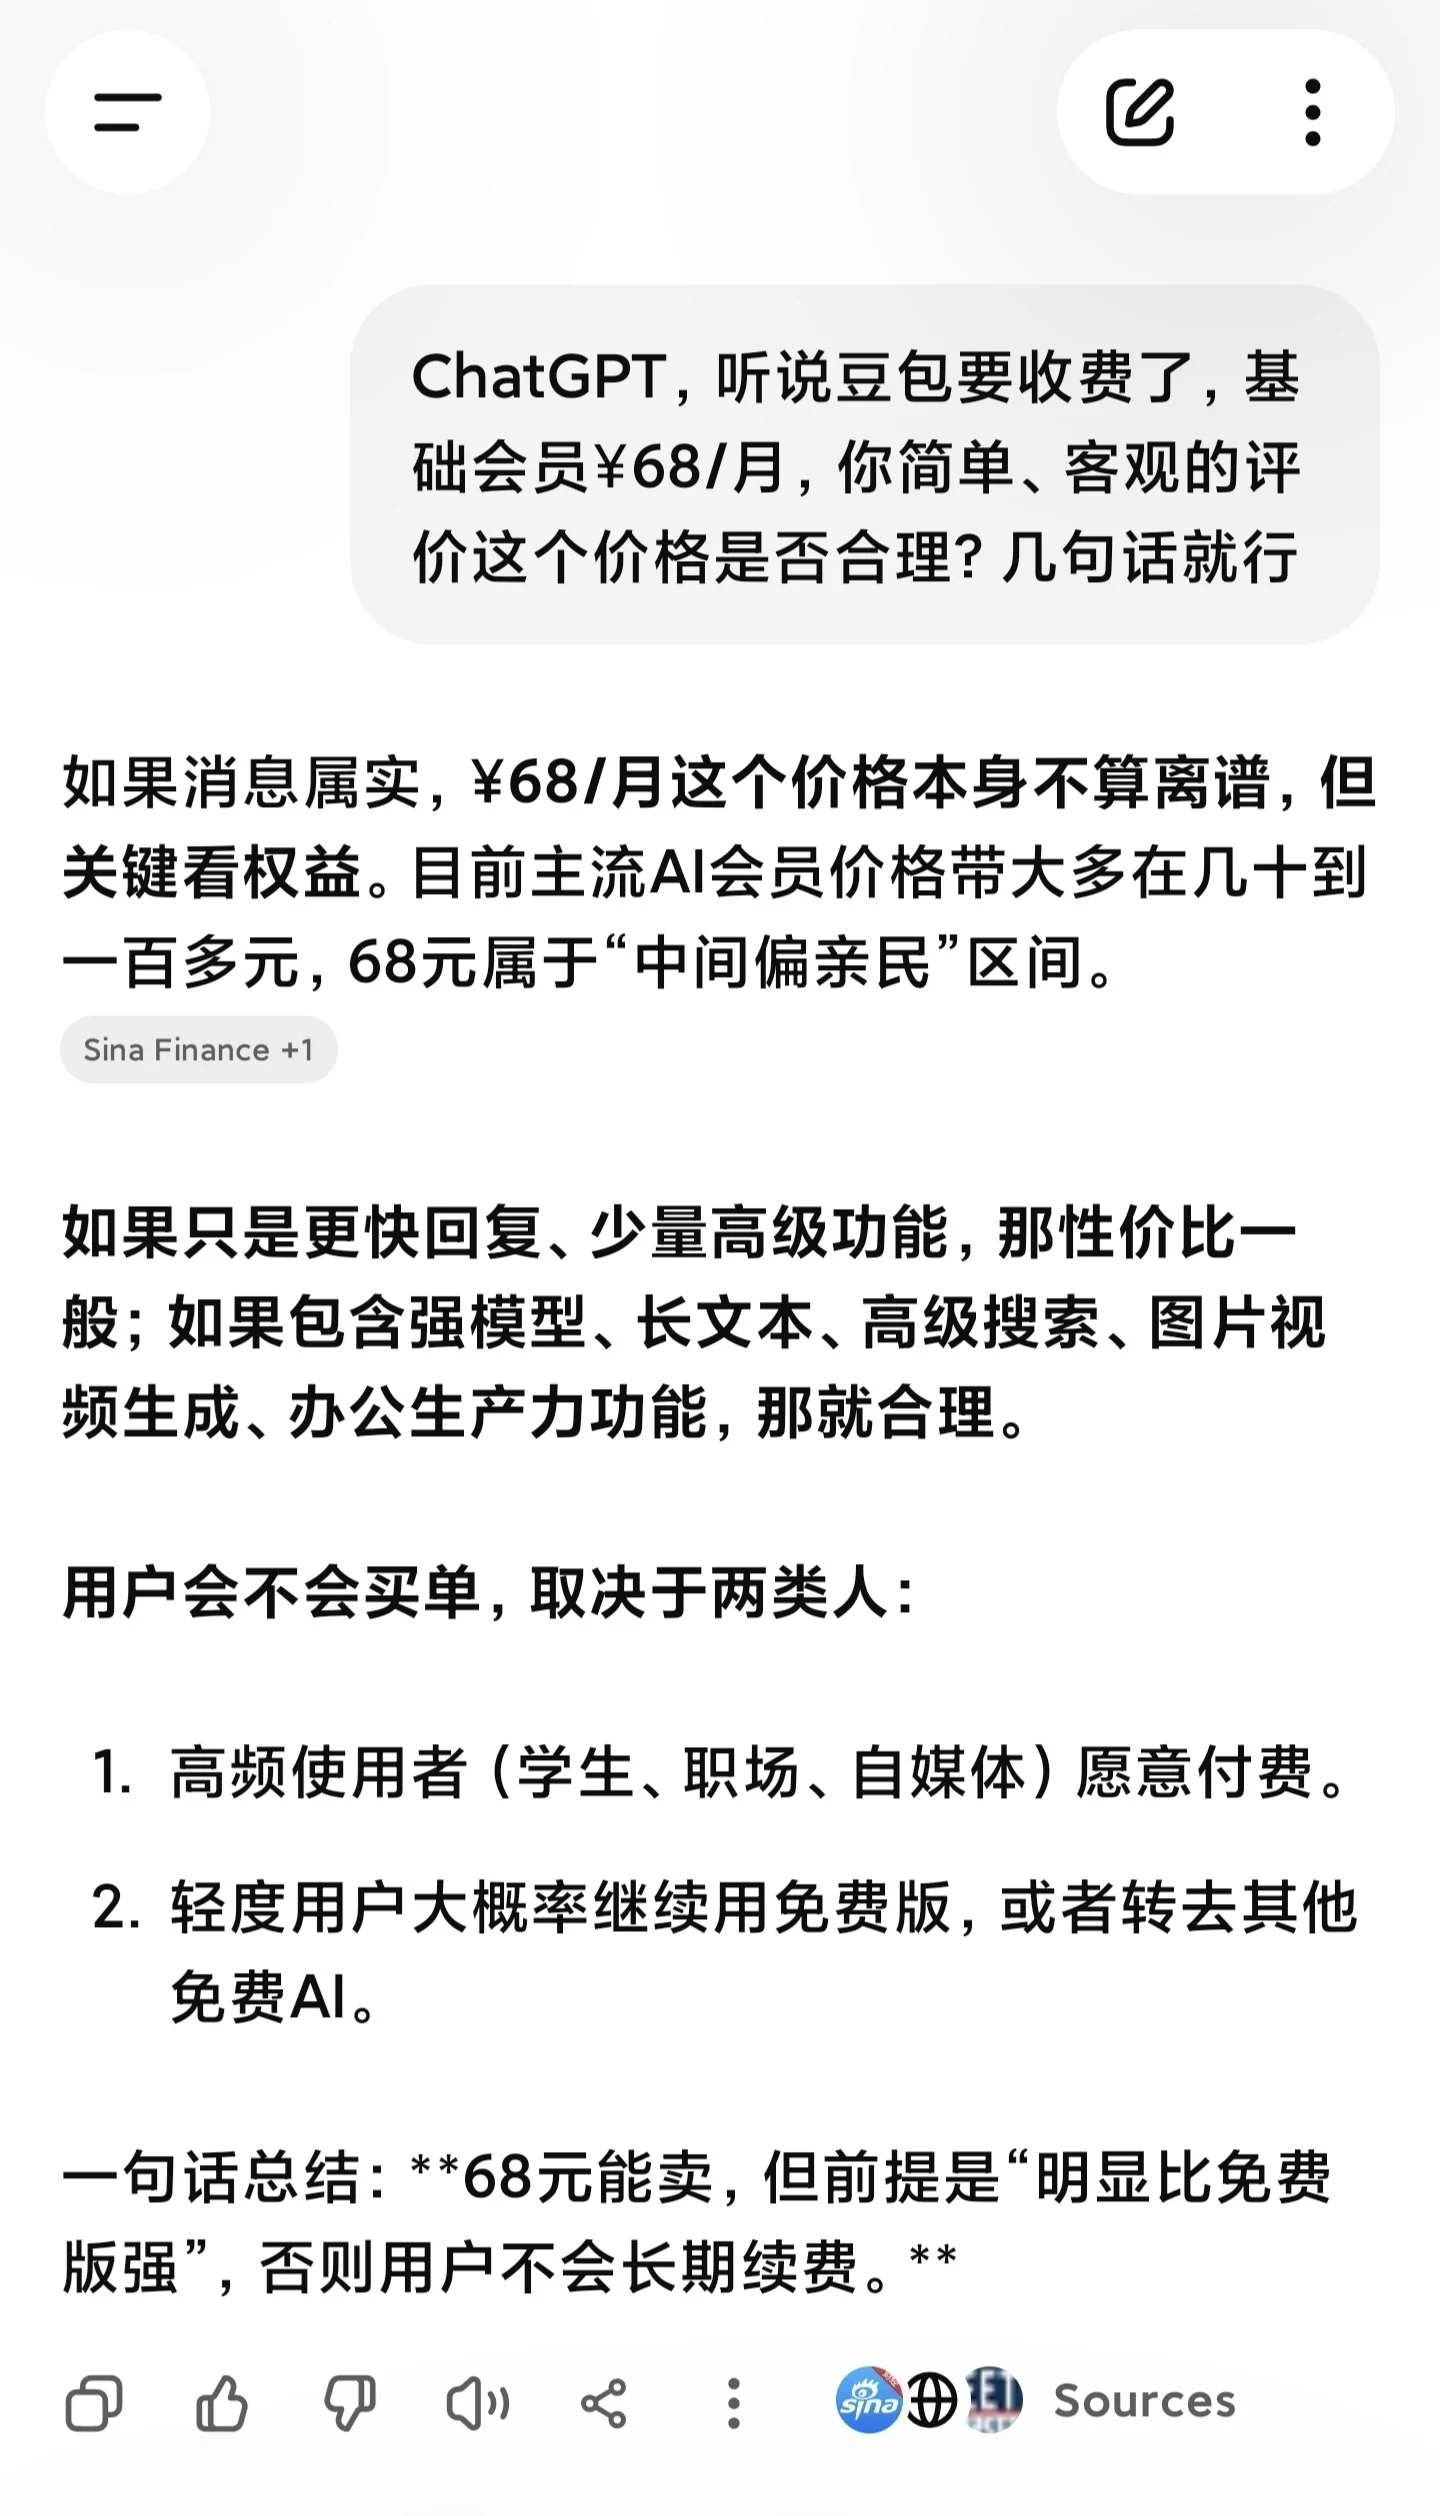 ChatGPT，听说豆包要收费了，基
础会员¥68/月，你简单、客观的评
价这个价格是否合理？几句话就行
如果消息属实，¥68/月这个价格本身不算离谱，但
关键看权益。目前主流AI会员价格带大多在几十到
一百多元，68元属于“中间偏亲民”区间。
Sina Finance +1
如果只是更快回复、少量高级功能，那性价比一
般；如果包含强模型、长文本、高级搜索、图片视
频生成、办公生产力功能，那就合理。
用户会不会买单，取决于两类人：
1. 高频使用者（学生、职场、自媒体）愿意付费。
2. 轻度用户大概率继续用免费版，或者转去其他
免费AI。
一句话总结：**68元能卖，但前提是“明显比免费
版强”，否则用户不会长期续费。**
sina
Sources